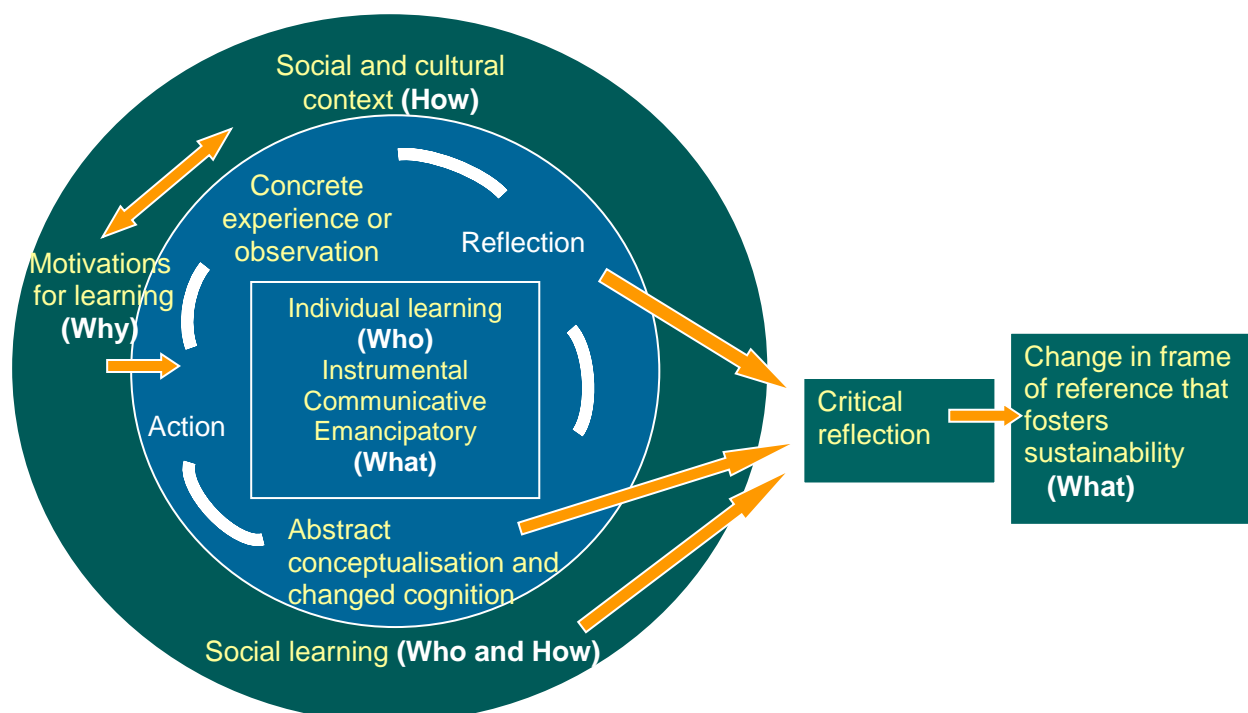 Social and cultural
context (How)
Concrete
experience or
observation
Reflection
Motivations
for learning
(Why)
Individual learning
(Who)
Instrumental
Communicative
Emancipatory
(What)
Action
Abstract
conceptualisation and
changed cognition
Social learning (Who and How)
Critical
reflection
Change in frame
of reference that
fosters
sustainability
(What)